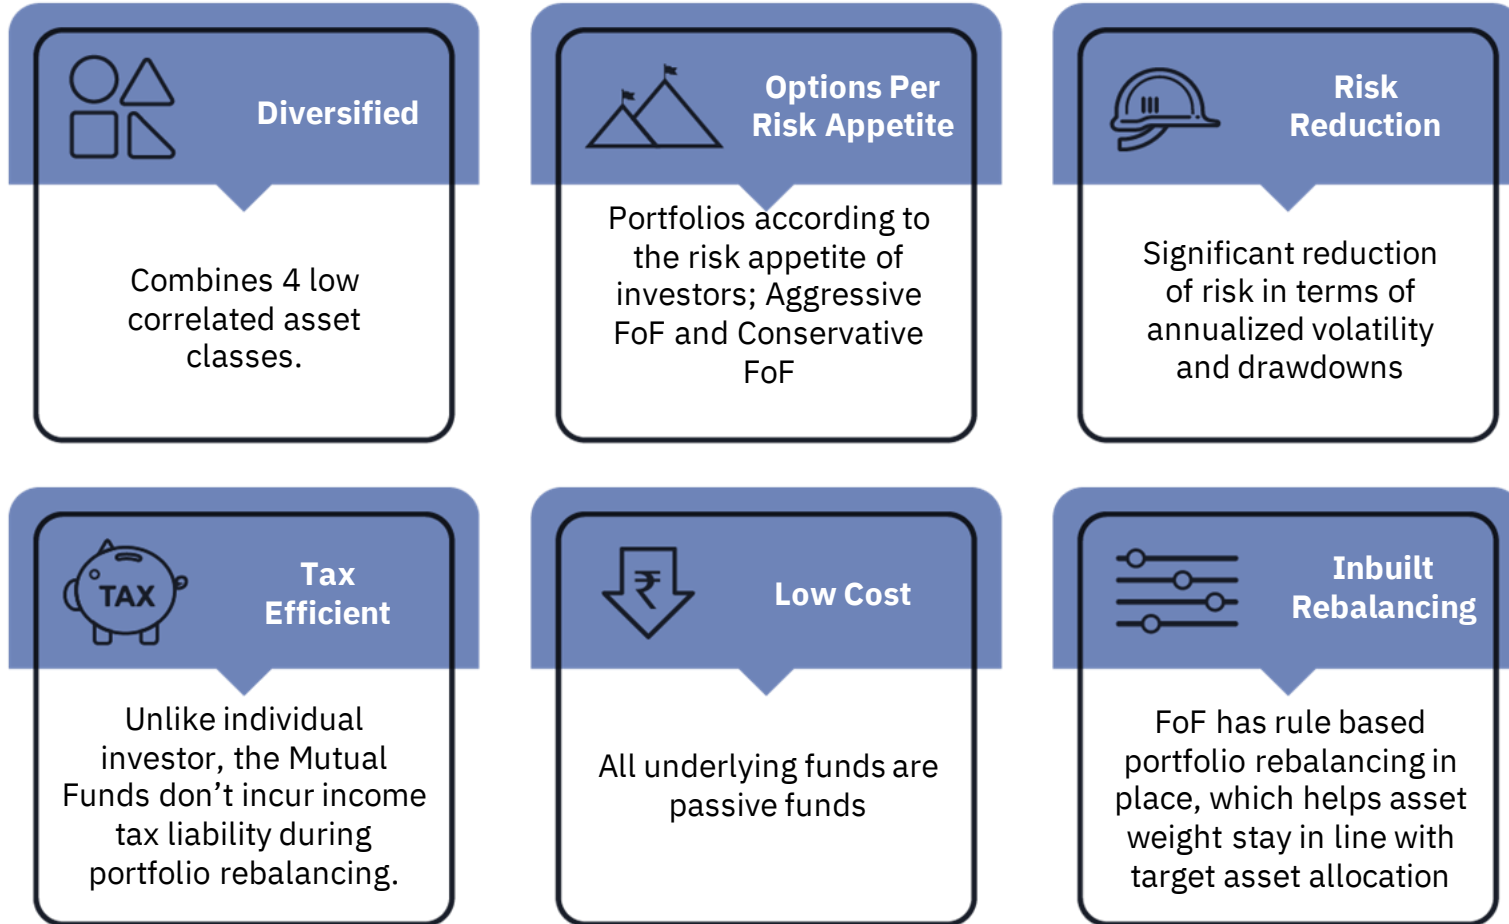 Diversified
Combines 4 low
correlated asset
classes.
Options Per
Risk Appetite
Portfolios according to
the risk appetite of
investors; Aggressive
FoF and Conservative
FoF
Risk
Reduction
Significant reduction
of risk in terms of
annualized volatility
and drawdowns
TAX
Tax
Efficient
Unlike individual
investor, the Mutual
Funds don’t incur income
tax liability during
portfolio rebalancing.
₹
Low Cost
All underlying funds are
passive funds
Inbuilt
Rebalancing
FoF has rule based
portfolio rebalancing in
place, which helps asset
weight stay in line with
target asset allocation